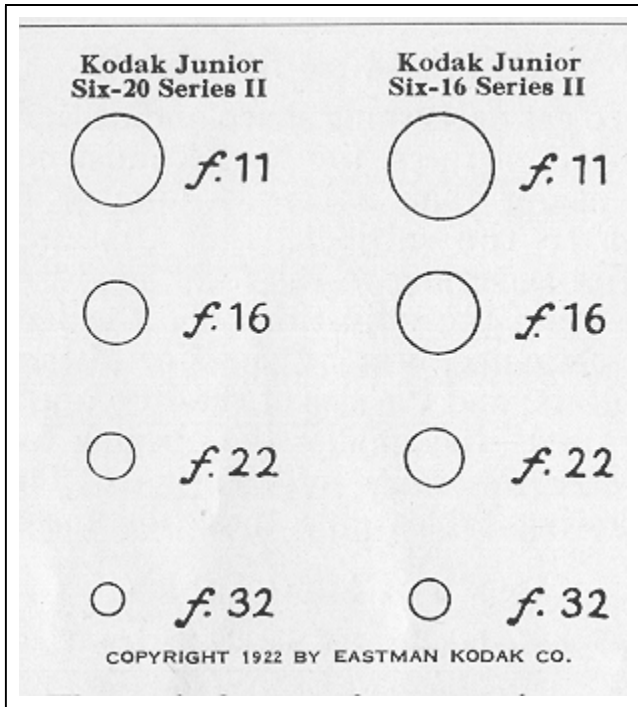 Kodak Junior
Six-20 Series II
Kodak Junior
Six-16 Series II
f. 11
f. 11
f. 16
f. 16
f. 22
f. 22
f. 32
f. 32
COPYRIGHT 1922 BY EASTMAN KODAK CO.